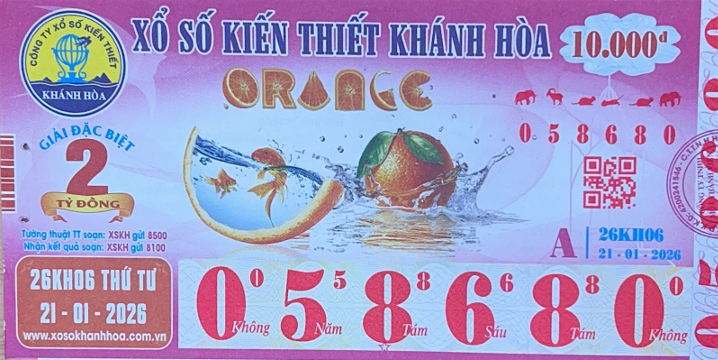 CÔNG TY XỔ SỐ KIẾN THIẾT
KHÁNH HÒA
XỔ SỐ KIẾN THIẾT KHÁNH HÒA
10.000đ
ORANGE
GIẢI ĐẶC BIỆT
2
TỶ ĐỒNG
058680
Tường thuật TT soạn: XSKH gửi 8500
Nhận kết quả soạn: XSKH gửi 8100
A
26KH06
21-01-2026
26KH06 THỨ TƯ
21-01-2026
www.xosokhanhhoa.com.vn
0 0 5 5 8 8 6 6 8 8 0 0
Không Năm Tám Sáu Tám Không